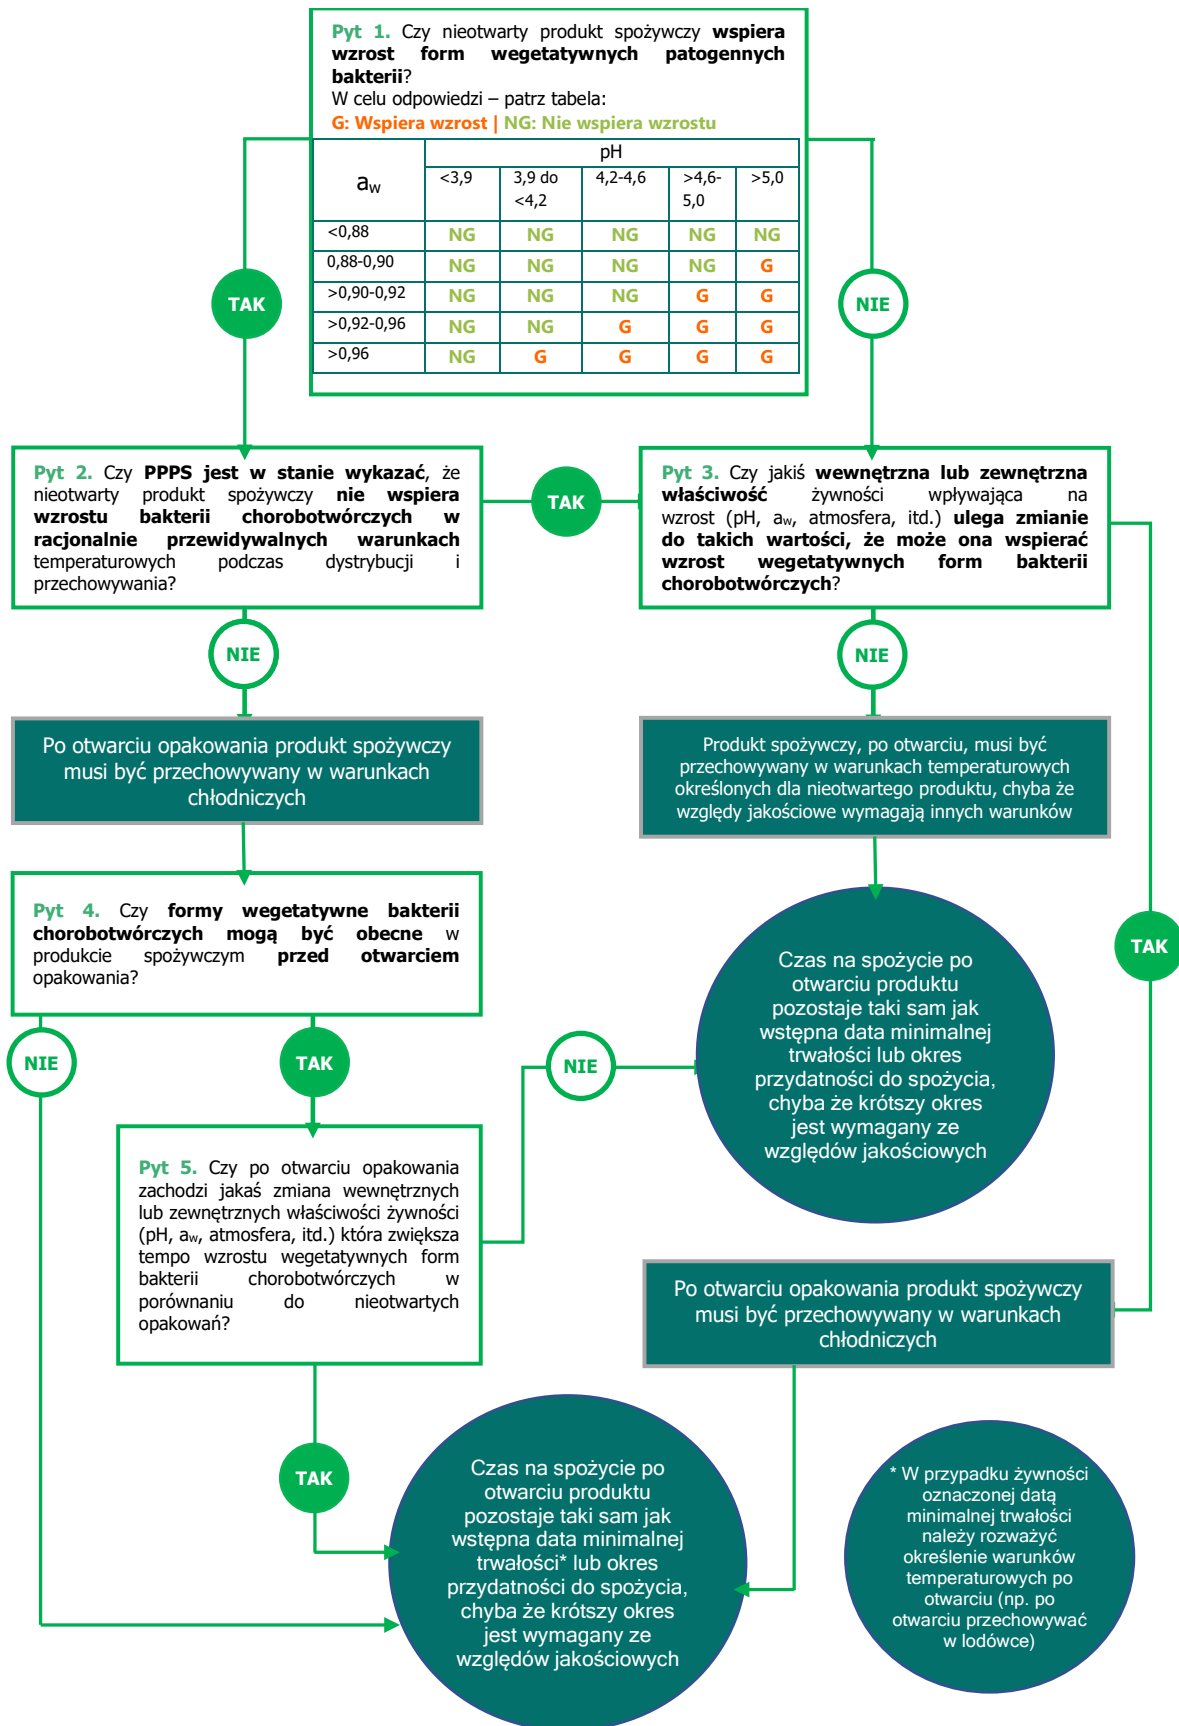 Pyt 1. Czy nieotwarty produkt spożywczy wspiera
wzrost form wegetatywnych patogennych
bakterii?
W celu odpowiedzi – patrz tabela:
G: Wspiera wzrost | NG: Nie wspiera wzrostu
aw
pH
<3,9 3,9 do <4,2 4,2-4,6 >4,6-5,0 >5,0
<0,88 NG NG NG NG NG
0,88-0,90 NG NG NG NG G
>0,90-0,92 NG NG NG G G
>0,92-0,96 NG NG G G G
>0,96 NG G G G G
TAK
NIE
Pyt 2. Czy PPPS jest w stanie wykazać, że
nieotwarty produkt spożywczy nie wspiera
wzrostu bakterii chorobotwórczych w
racjonalnie przewidywalnych warunkach
temperaturowych podczas dystrybucji i
przechowywania?
TAK
Pyt 3. Czy jakiś wewnętrzna lub zewnętrzna
właściwość żywności wpływająca na
wzrost (pH, aw, atmosfera, itd.) ulega zmianie
do takich wartości, że może ona wspierać
wzrost wegetatywnych form bakterii
chorobotwórczych?
NIE
NIE
Po otwarciu opakowania produkt spożywczy
musi być przechowywany w warunkach
chłodniczych
Produkt spożywczy, po otwarciu, musi być
przechowywany w warunkach temperaturowych
określonych dla nieotwartego produktu, chyba że
względy jakościowe wymagają innych warunków
Pyt 4. Czy formy wegetatywne bakterii
chorobotwórczych mogą być obecne w
produkcie spożywczym przed otwarciem
opakowania?
TAK
Czas na spożycie po
otwarciu produktu
pozostaje taki sam jak
wstępna data minimalnej
trwałości lub okres
przydatności do spożycia,
chyba że krótszy okres
jest wymagany ze
względów jakościowych
NIE
TAK
NIE
Pyt 5. Czy po otwarciu opakowania
zachodzi jakaś zmiana wewnętrznych
lub zewnętrznych właściwości żywności
(pH, aw, atmosfera, itd.) która zwiększa
tempo wzrostu wegetatywnych form
bakterii chorobotwórczych w
porównaniu do nieotwartych
opakowań?
Po otwarciu opakowania produkt spożywczy
musi być przechowywany w warunkach
chłodniczych
TAK
Czas na spożycie po
otwarciu produktu
pozostaje taki sam jak
wstępna data minimalnej
trwałości* lub okres
przydatności do spożycia,
chyba że krótszy okres
jest wymagany ze
względów jakościowych
* W przypadku żywności
oznaczonej datą
minimalnej trwałości
należy rozważyć
określenie warunków
temperaturowych po
otwarciu (np. po
otwarciu przechowywać
w lodówce)